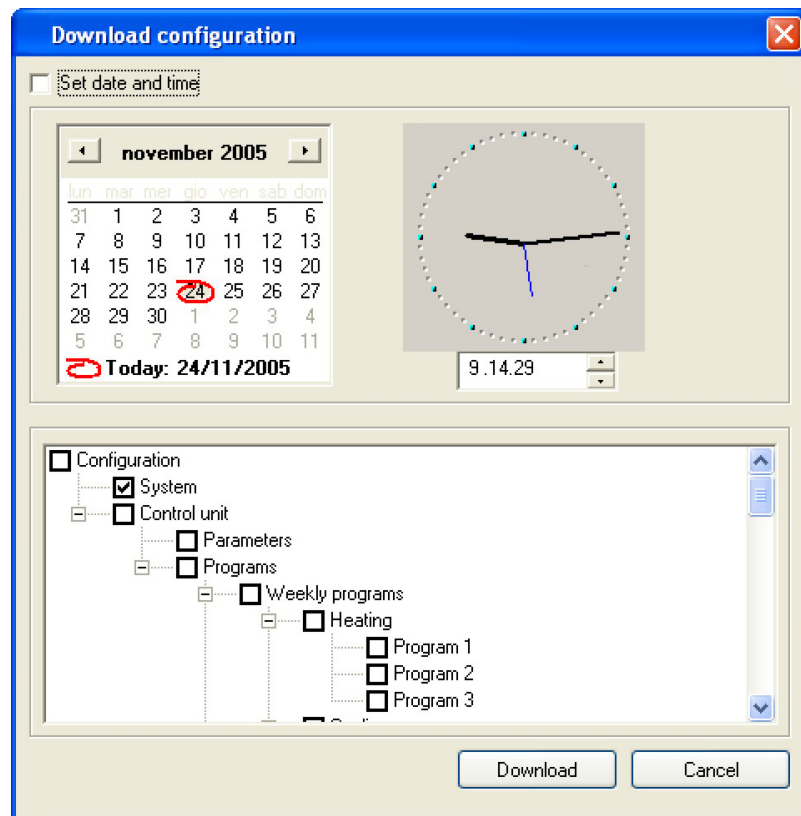 Download configuration
Set date and time
november 2005
lun mar mer gio ven sab dom
31 1 2 3 4 5 6
7 8 9 10 11 12 13
14 15 16 17 18 19 20
21 22 23 24 25 26 27
28 29 30 1 2 3 4
5 6 7 8 9 10 11
Today: 24/11/2005
9.14.29
Configuration
System
Control unit
Parameters
Programs
Weekly programs
Heating
Program 1
Program 2
Program 3
Download Cancel